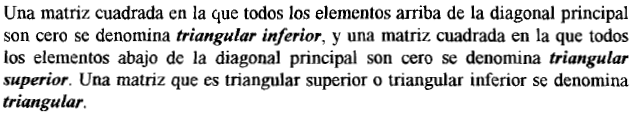 Una matriz cuadrada en la que todos los elementos arriba de la diagonal principal
son cero se denomina triangular inferior, y una matriz cuadrada en la que todos
los elementos abajo de la diagonal principal son cero se denomina triangular
superior. Una matriz que es triangular superior o triangular inferior se denomina
triangular.